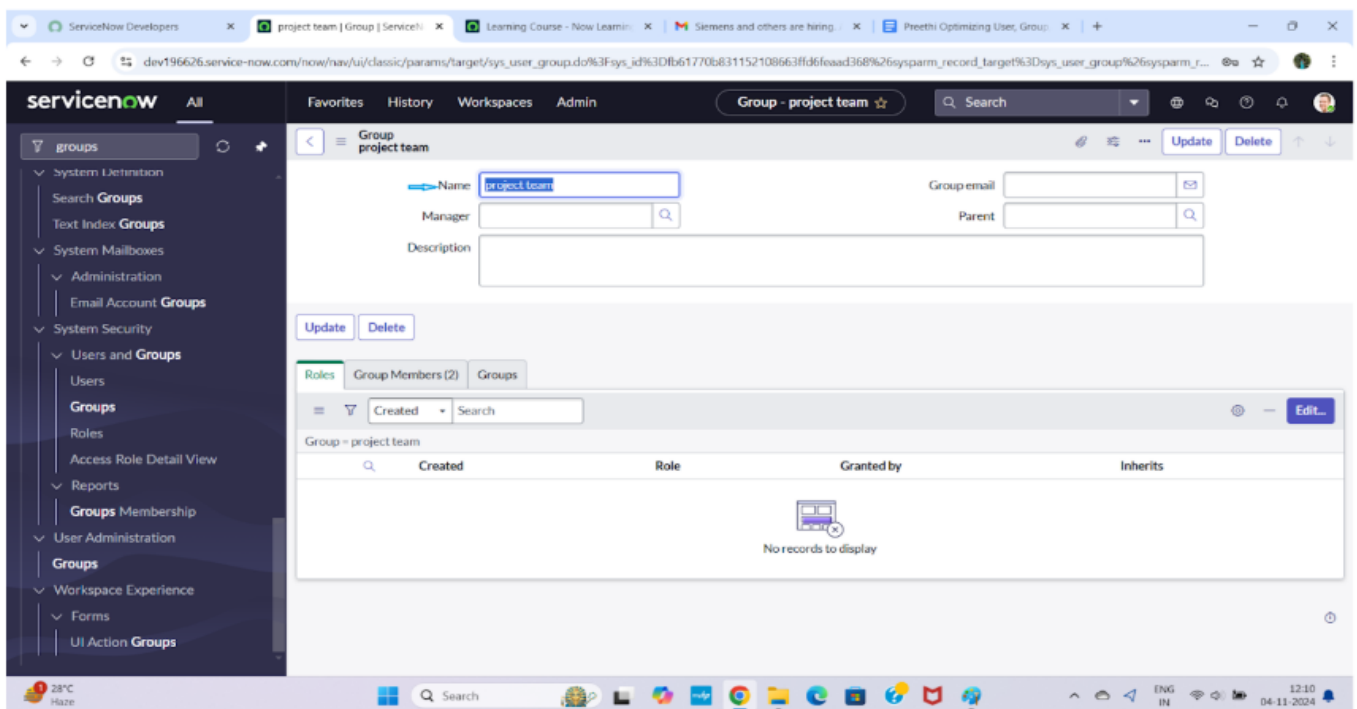 ServiceNow Developers
project team | Group | ServiceN
Learning Course - Now Learnin
Siemens and others are hiring.
Preethi Optimizing User, Group
dev196626.service-now.com/now/nav/ui/classic/params/target/sys_user_group.do%3Fsys_id%3Dfb61770b831152108663ffd6feaad368%26sysparm_record_target%3Dsys_user_group%26sysparm_r...
servicenow All Favorites History Workspaces Admin Group - project team Search
groups
Group
project team
Update Delete
System Definition
Search Groups
Text Index Groups
System Mailboxes
Administration
Email Account Groups
System Security
Users and Groups
Users
Groups
Roles
Access Role Detail View
Reports
Groups Membership
User Administration
Groups
Workspace Experience
Forms
UI Action Groups
Name project team
Group email
Manager
Parent
Description
Update Delete
Roles Group Members (2) Groups
Created Search Edit...
Group = project team
Created Role Granted by Inherits
No records to display
1
28°C
Haze
Search
ENG
IN
12:10
04-11-2024